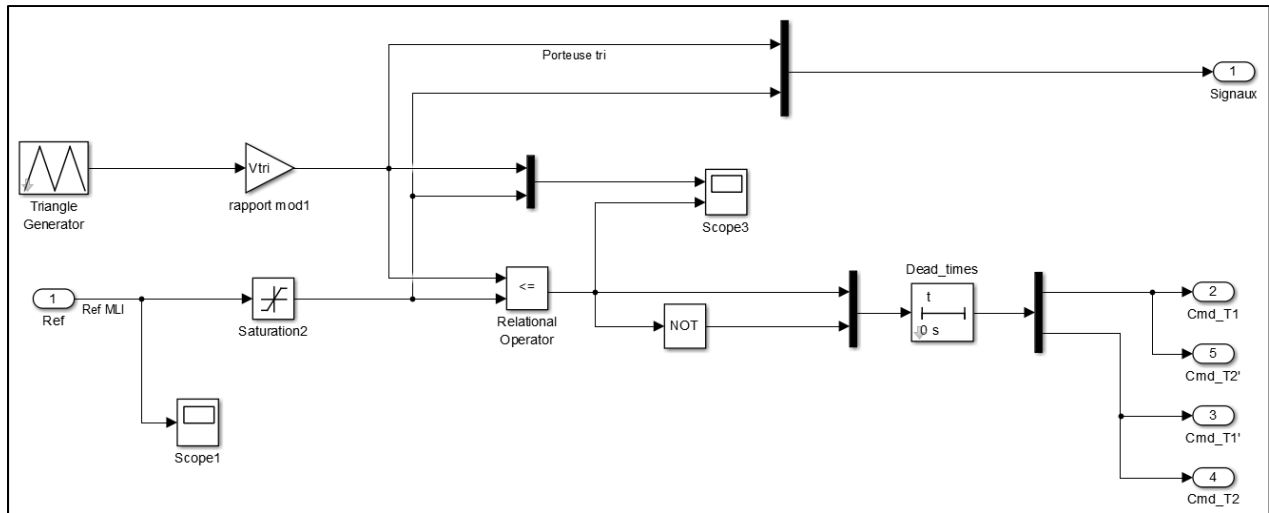 Porteuse tri
1
Signaux
Triangle
Generator
Vtri
rapport mod1
Scope3
1
Ref
Ref MLI
Saturation2
<=
Relational
Operator
NOT
Dead_times
t
0 s
2
Cmd_T1
5
Cmd_T2'
3
Cmd_T1'
4
Cmd_T2
Scope1